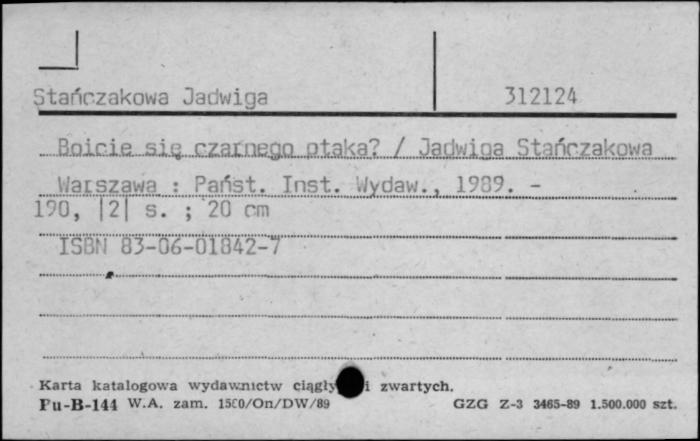 Stańczakowa Jadwiga 312124
Boicie się czarnego ptaka? / Jadwiga Stańczakowa
Warszawa : Państ. Inst. Wydaw., 1989. -
190, |2| s. ; 20 cm
ISBN 83-06-01842-7
Karta katalogowa wydawnictw ciągły i zwartych.
Pu-B-144 W.A. zam. 1500/On/DW/89 GZG Z-3 3465-89 1.500.000 szt.